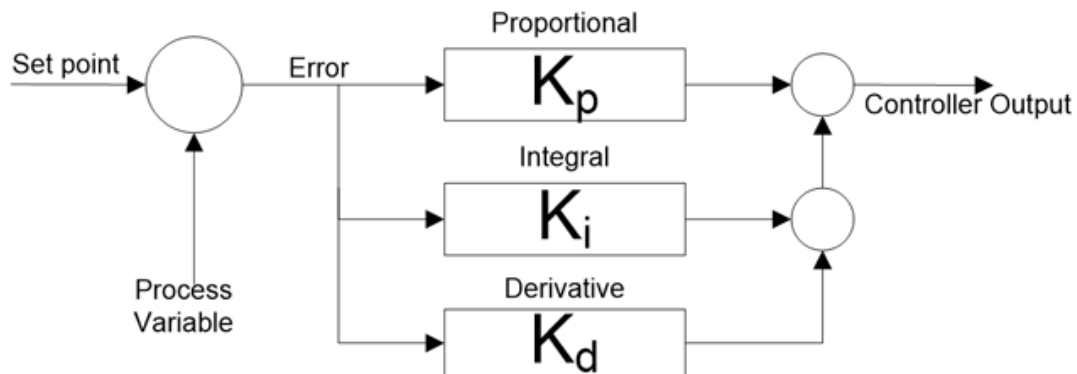 Proportional
Set point
Error
Kp
Controller Output
Integral
Ki
Process
Variable
Derivative
Kd